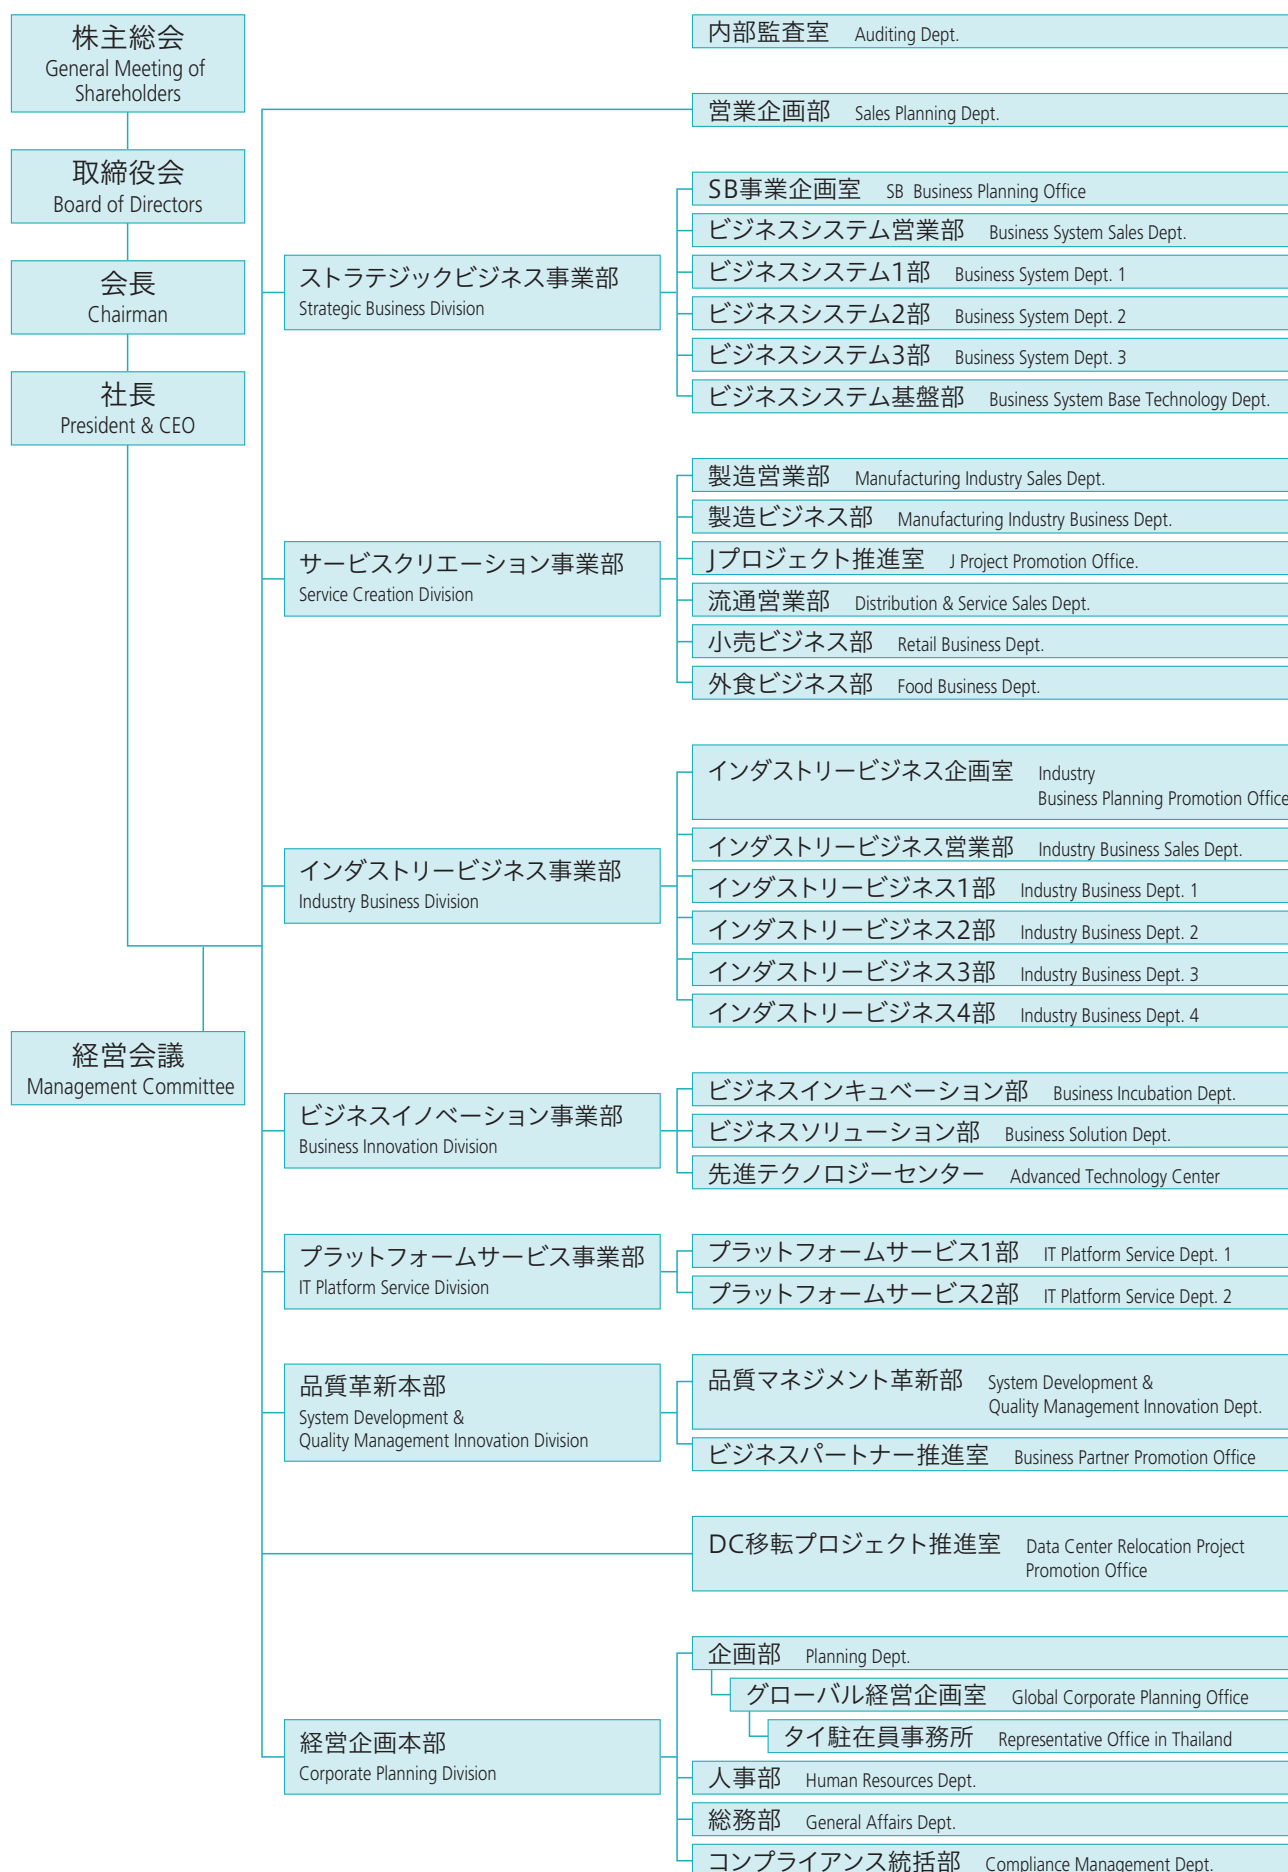 株主総会
General Meeting of
Shareholders
取締役会
Board of Directors
会長
Chairman
社長
President & CEO
経営会議
Management Committee
内部監査室 Auditing Dept.
営業企画部 Sales Planning Dept.
ストラテジックビジネス事業部
Strategic Business Division
SB事業企画室 SB Business Planning Office
ビジネスシステム営業部 Business System Sales Dept.
ビジネスシステム1部 Business System Dept. 1
ビジネスシステム2部 Business System Dept. 2
ビジネスシステム3部 Business System Dept. 3
ビジネスシステム基盤部 Business System Base Technology Dept.
サービスクリエーション事業部
Service Creation Division
製造営業部 Manufacturing Industry Sales Dept.
製造ビジネス部 Manufacturing Industry Business Dept.
Jプロジェクト推進室 J Project Promotion Office.
流通営業部 Distribution & Service Sales Dept.
小売ビジネス部 Retail Business Dept.
外食ビジネス部 Food Business Dept.
インダストリービジネス事業部
Industry Business Division
インダストリービジネス企画室 Industry
Business Planning Promotion Office
インダストリービジネス営業部 Industry Business Sales Dept.
インダストリービジネス1部 Industry Business Dept. 1
インダストリービジネス2部 Industry Business Dept. 2
インダストリービジネス3部 Industry Business Dept. 3
インダストリービジネス4部 Industry Business Dept. 4
ビジネスイノベーション事業部
Business Innovation Division
ビジネスインキュベーション部 Business Incubation Dept.
ビジネスソリューション部 Business Solution Dept.
先進テクノロジーセンター Advanced Technology Center
プラットフォームサービス事業部
IT Platform Service Division
プラットフォームサービス1部 IT Platform Service Dept. 1
プラットフォームサービス2部 IT Platform Service Dept. 2
品質革新本部
System Development &
Quality Management Innovation Division
品質マネジメント革新部 System Development &
Quality Management Innovation Dept.
ビジネスパートナー推進室 Business Partner Promotion Office
DC移転プロジェクト推進室 Data Center Relocation Project
Promotion Office
経営企画本部
Corporate Planning Division
企画部 Planning Dept.
グローバル経営企画室 Global Corporate Planning Office
タイ駐在員事務所 Representative Office in Thailand
人事部 Human Resources Dept.
総務部 General Affairs Dept.
コンプライアンス統括部 Compliance Management Dept.